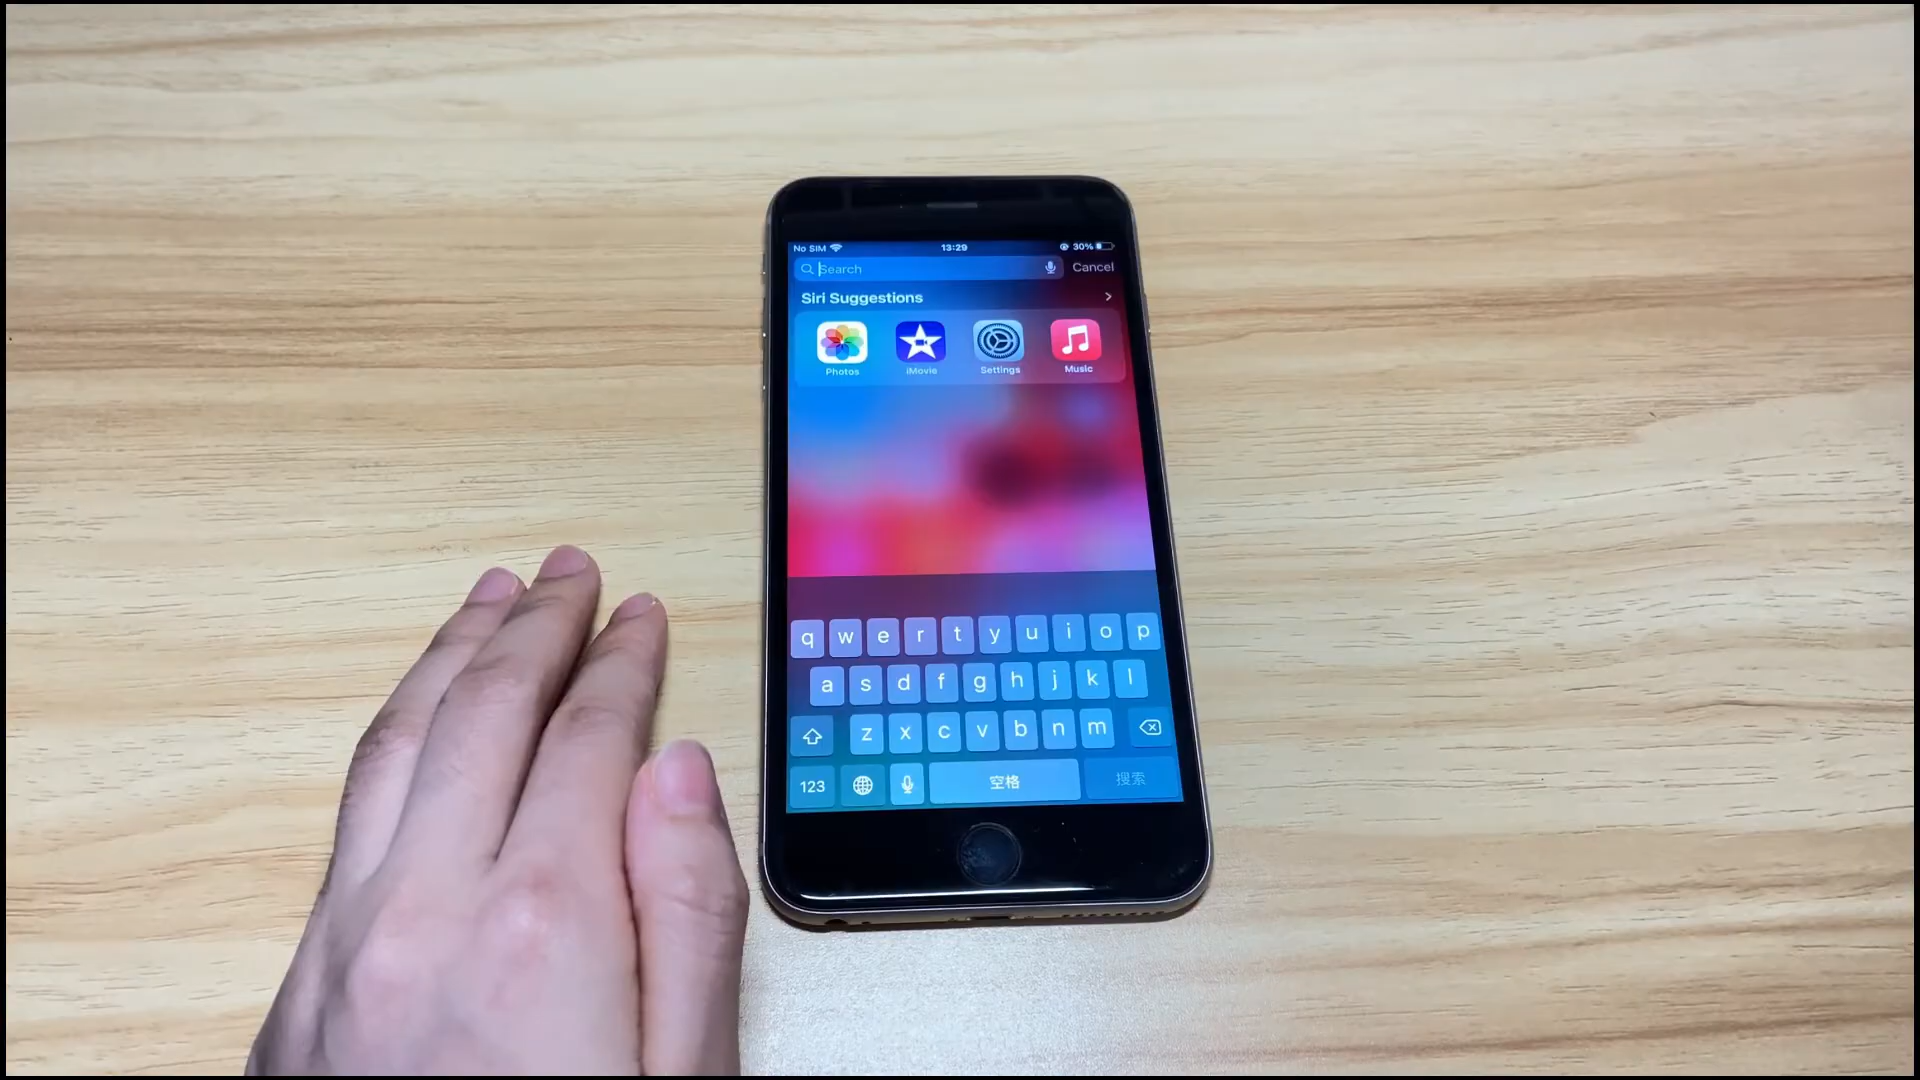 No SIM 13:29 30%
Search Cancel
Siri Suggestions
Photos iMovie Settings Music
q w e r t y u i o p
a s d f g h j k l
z x c v b n m
123 空格 搜索